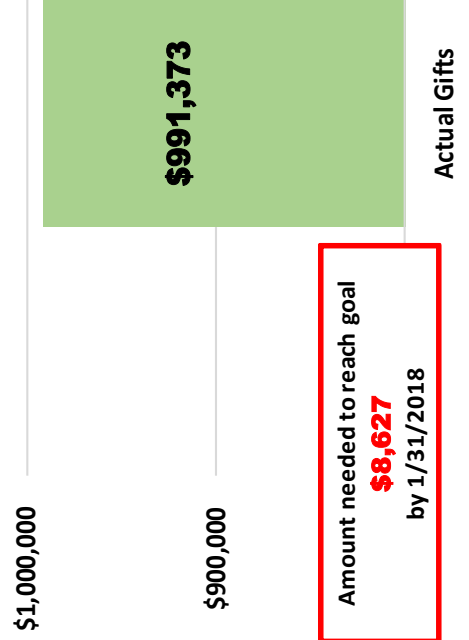 $1,000,000
$900,000
$991,373
Amount needed to reach goal
$8,627
by 1/31/2018
Actual Gifts